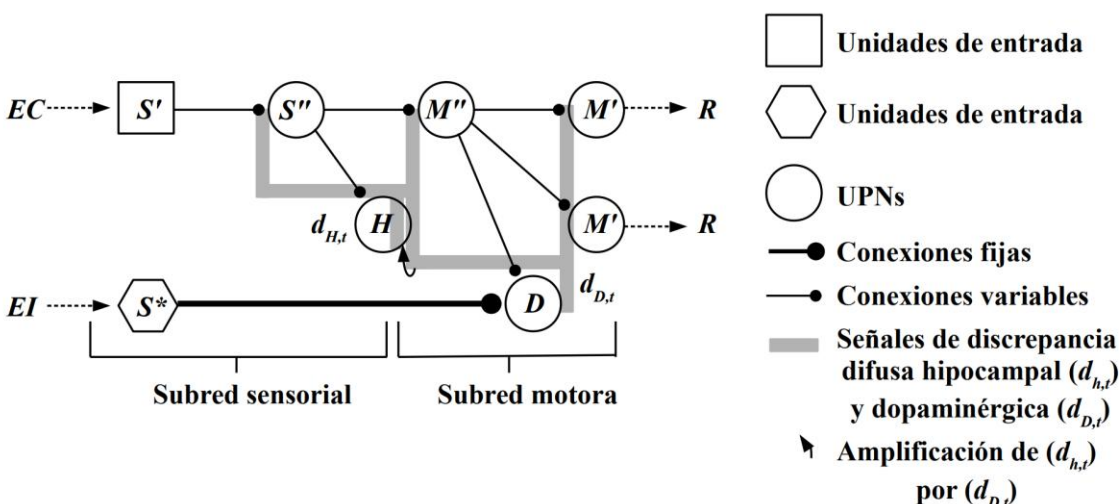 EC
S'
S''
M''
M'
R
H
d_{H,t}
M'
R
EI
S*
D
d_{D,t}
Subred sensorial
Subred motora
Unidades de entrada
Unidades de entrada
UPNs
Conexiones fijas
Conexiones variables
Señales de discrepancia
difusa hipocampal (d_{h,t})
y dopaminérgica (d_{D,t})
Amplificación de (d_{h,t})
por (d_{D,t})